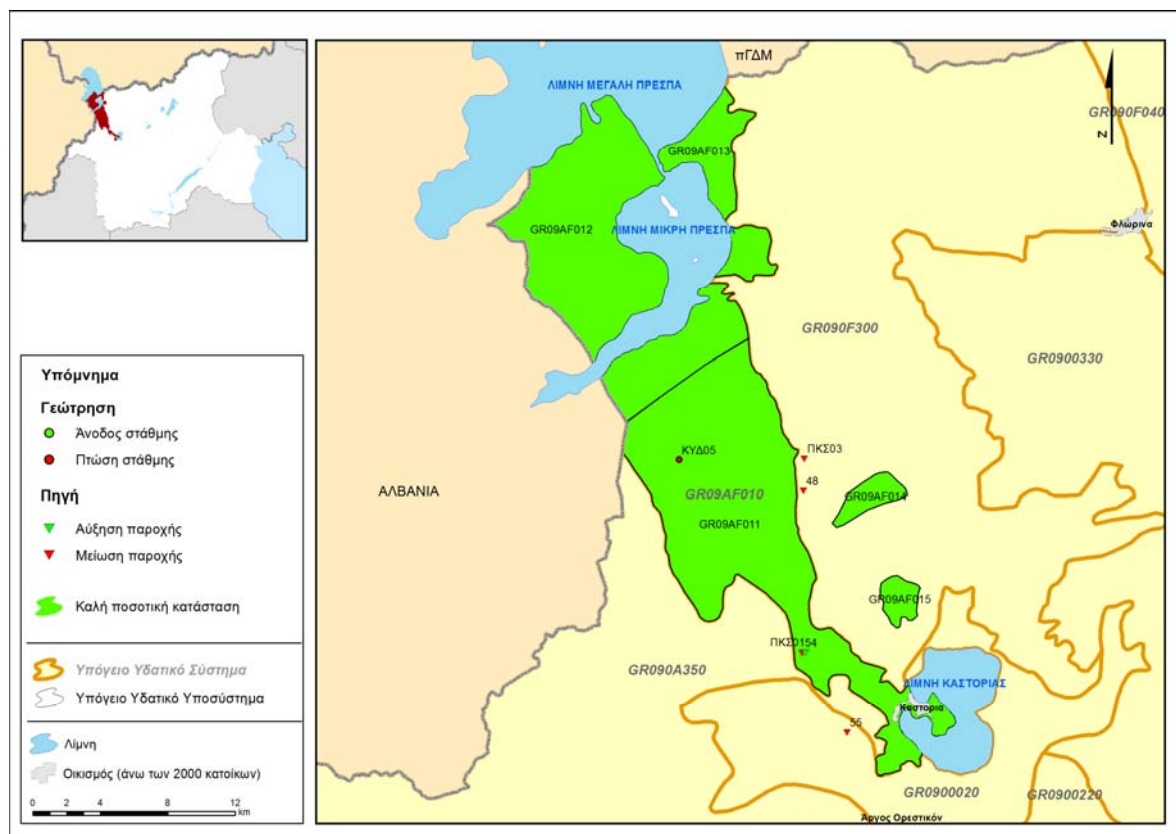 πΓΔΜ
ΛΙΜΝΗ ΜΕΓΑΛΗ ΠΡΕΣΠΑ
GR090F040
Z
GR09AF013
Φλώρινα
GR09AF012
ΛΙΜΝΗ ΜΙΚΡΗ ΠΡΕΣΠΑ
GR090F300
GR0900330
Υπόμνημα
Γεώτρηση
Άνοδος στάθμης
Πτώση στάθμης
Πηγή
Αύξηση παροχής
Μείωση παροχής
Καλή ποσοτική κατάσταση
Υπόγειο Υδατικό Σύστημα
Υπόγειο Υδατικό Υποσύστημα
Λίμνη
Οικισμός (άνω των 2000 κατοίκων)
0 2 4 8 12
km
ΚΥΔ05
ΠΚΣ03
48
ΑΛΒΑΝΙΑ
GR09AF010
GR09AF014
GR09AF011
GR09AF015
ΠΚΣ0154
GR090A350
ΛΙΜΝΗ ΚΑΣΤΟΡΙΑΣ
Καστοριά
55
GR0900020
GR0900220
Άργος Ορεστικόν